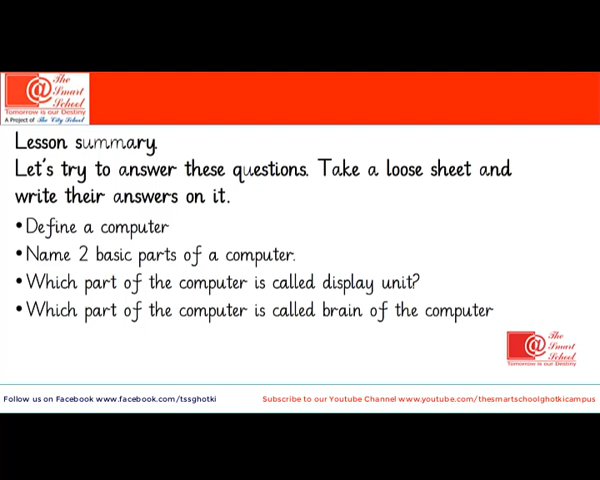 The
Smart
School
Tomorrow is our Destiny
A Project of The City School
Lesson summary.
Let's try to answer these questions. Take a loose sheet and
write their answers on it.
•Define a computer
•Name 2 basic parts of a computer.
•Which part of the computer is called display unit?
•Which part of the computer is called brain of the computer
The
Smart
School
Tomorrow is our Destiny
Follow us on Facebook www.facebook.com/tssghotki
Subscribe to our Youtube Channel www.youtube.com/thesmartschoolghotkicampus